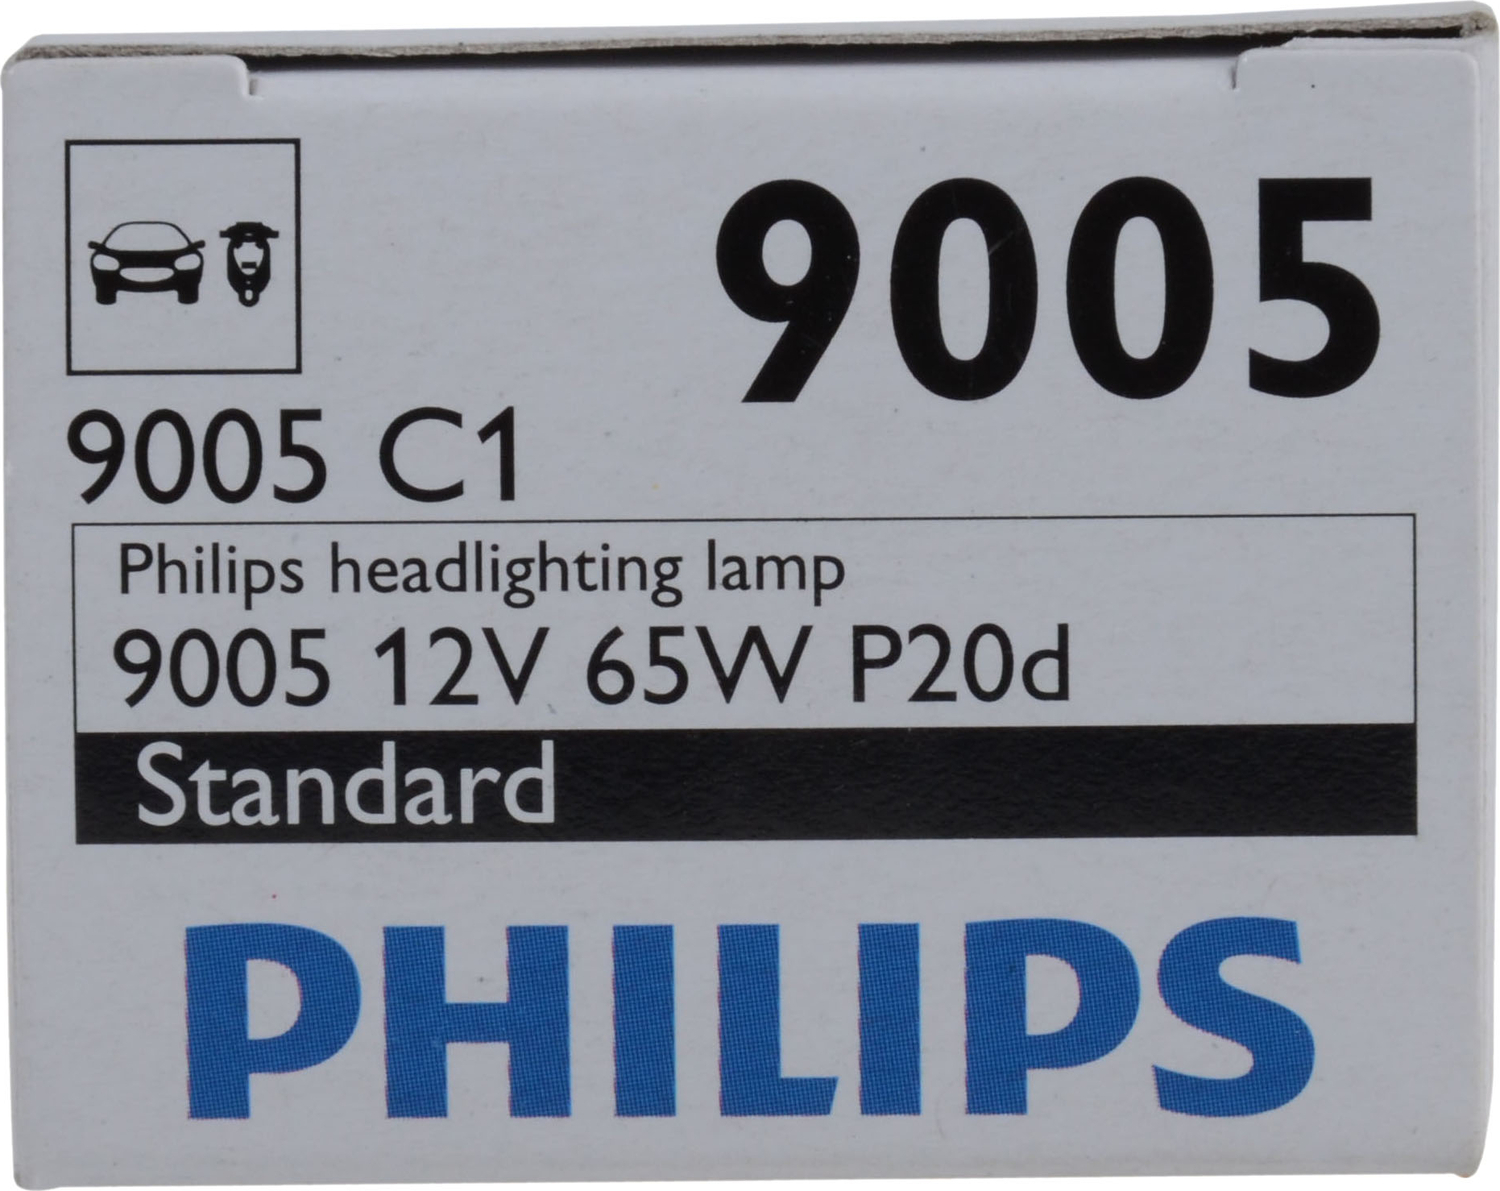 9005
9005 C1
Philips headlighting lamp
9005 12V 65W P20d
Standard
PHILIPS